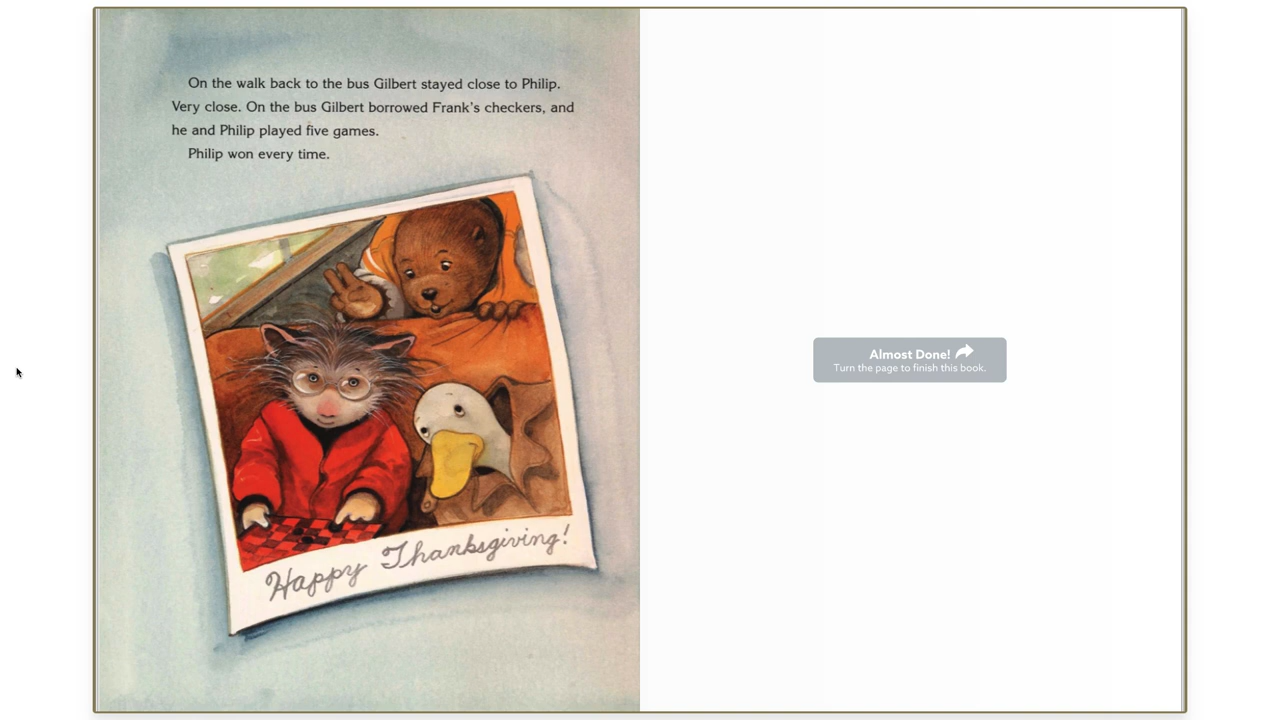 On the walk back to the bus Gilbert stayed close to Philip.
Very close. On the bus Gilbert borrowed Frank's checkers, and
he and Philip played five games.
Philip won every time.
Happy Thanksgiving!
Almost Done!
Turn the page to finish this book.